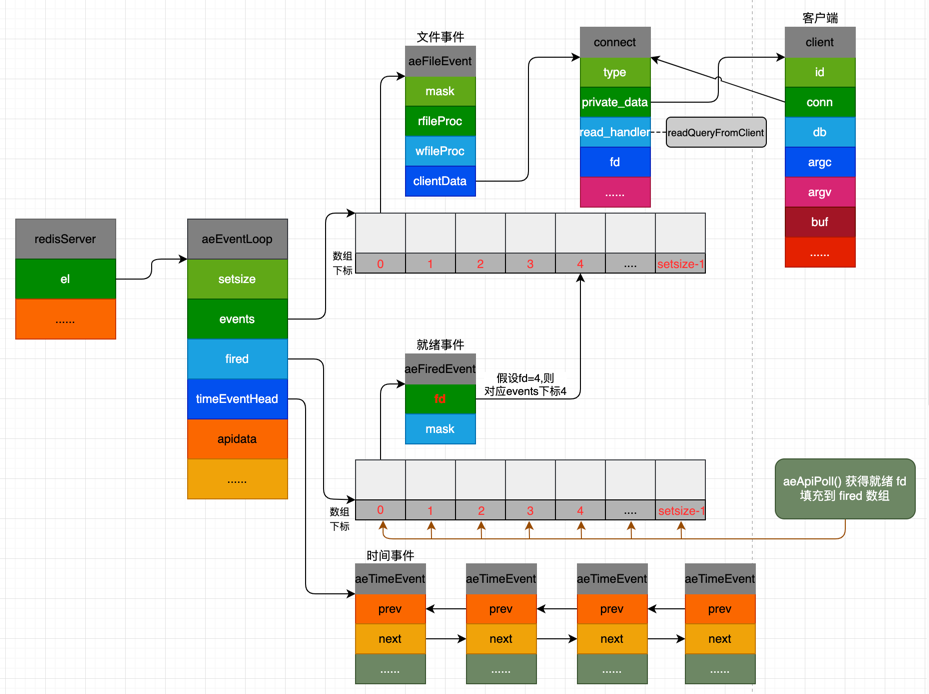 redisServer
el
......
aeEventLoop
setsize
events
fired
timeEventHead
apidata
......
文件事件
aeFileEvent
mask
rfileProc
wfileProc
clientData
connect
type
private_data
read_handler
fd
......
readQueryFromClient
客户端
client
id
conn
db
argc
argv
buf
......
数组
下标
0
1
2
3
4
....
setsize-1
就绪事件
aeFiredEvent
fd
mask
假设fd=4,则
对应events下标4
数组
下标
0
1
2
3
4
....
setsize-1
aeApiPoll() 获得就绪 fd
填充到 fired 数组
时间事件
aeTimeEvent
prev
next
......
aeTimeEvent
prev
next
......
aeTimeEvent
prev
next
......
aeTimeEvent
prev
next
......